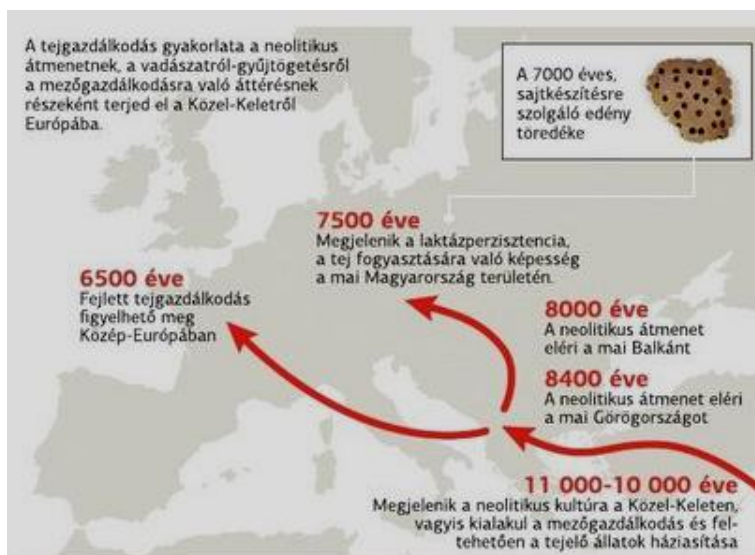 A tejgazdálkodás gyakorlata a neolitikus
átmenetnek, a vadászatról-gyűjtögetésről
a mezőgazdálkodásra való áttérésnek
részeként terjed el a Közel-Keletről
Európába.
A 7000 éves,
sajtkészítésre
szolgáló edény
töredéke
7500 éve
Megjelenik a laktázperzisztencia,
a tej fogyasztására való képesség
a mai Magyarország területén.
6500 éve
Fejlett tejgazdálkodás
figyelhető meg
Közép-Európában
8000 éve
A neolitikus átmenet
eléri a mai Balkánt
8400 éve
A neolitikus átmenet eléri
a mai Görögországot
11 000-10 000 éve
Megjelenik a neolitikus kultúra a Közel-Keleten,
vagyis kialakul a mezőgazdálkodás és fel-
tehetően a tejelő állatok háziasítása